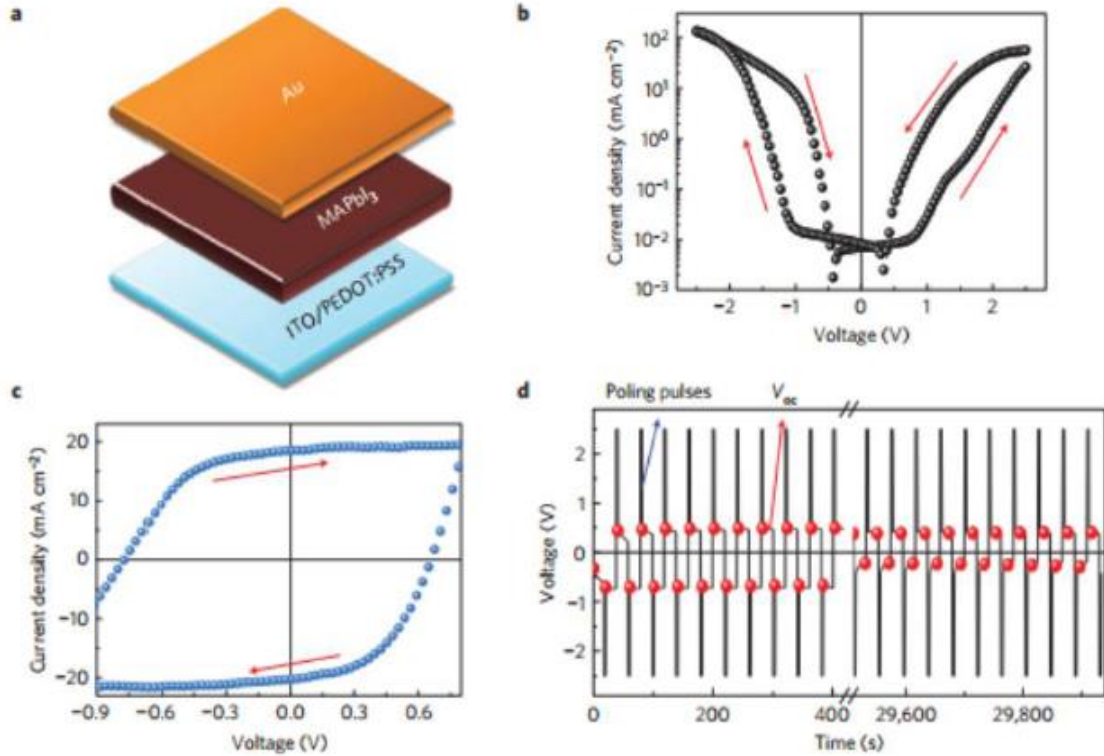 a
Au
MAPbI₃
ITO/PEDOT:PSS
b
Current density (mA cm⁻²)
10²
10¹
10⁰
10⁻¹
10⁻²
10⁻³
−2 −1 0 1 2
Voltage (V)
c
Current density (mA cm⁻²)
20
10
0
−10
−20
−0.9 −0.6 −0.3 0.0 0.3 0.6
Voltage (V)
d
Poling pulses
V_oc
Voltage (V)
2
1
0
−1
−2
0 200 400 29,600 29,800
Time (s)